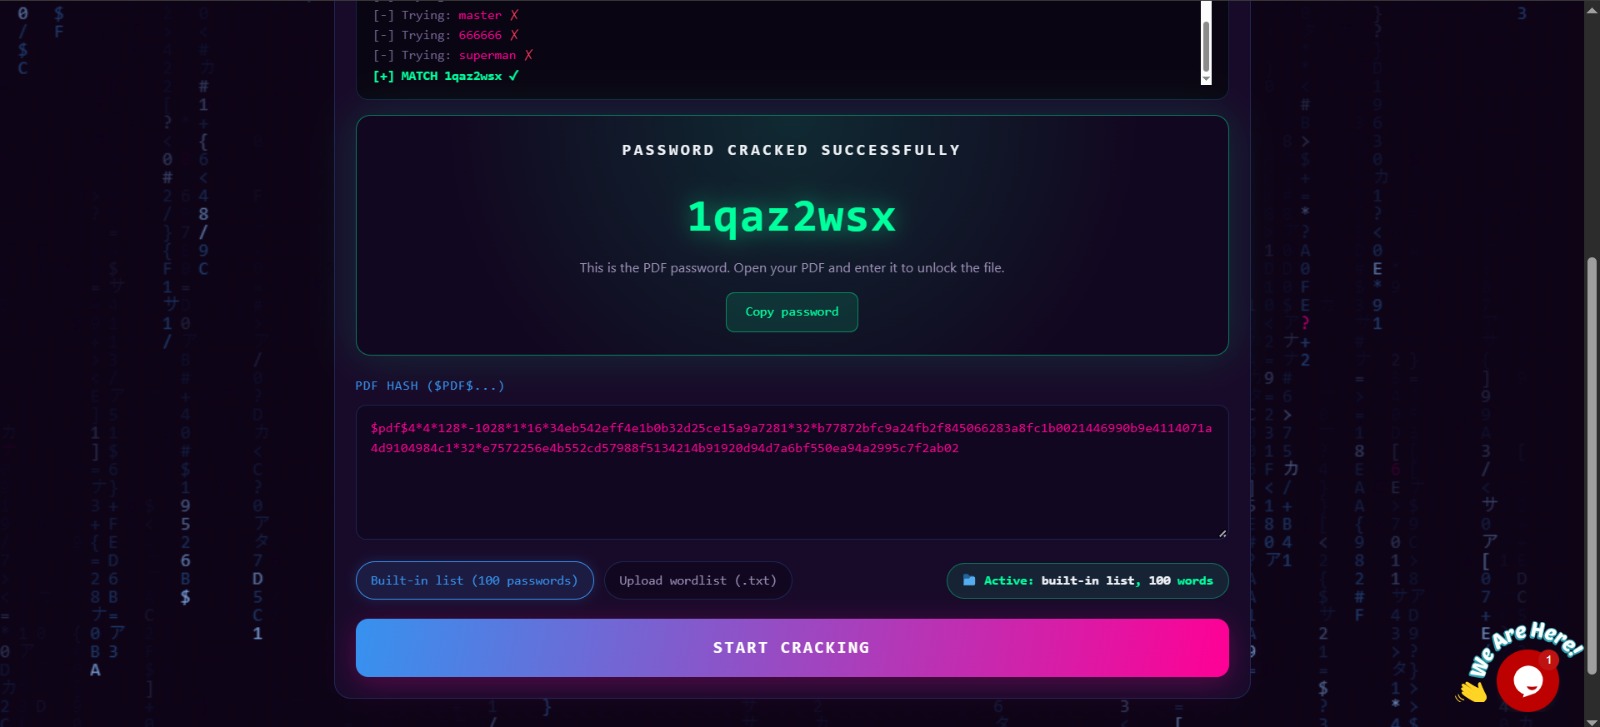 [-] Trying: master ✗
[-] Trying: 666666 ✗
[-] Trying: superman ✗
[+] MATCH 1qaz2wsx ✓
PASSWORD CRACKED SUCCESSFULLY
1qaz2wsx
This is the PDF password. Open your PDF and enter it to unlock the file.
Copy password
PDF HASH ($PDF$...)
$pdf$4*4*128*-1028*1*16*34eb542eff4e1b0b32d25ce15a9a7281*32*b77872bfc9a24fb2f845066283a8fc1b0021446990b9e4114071a
4d9104984c1*32*e7572256e4b552cd57988f5134214b91920d94d7a6bf550ea94a2995c7f2ab02
Built-in list (100 passwords)
Upload wordlist (.txt)
Active: built-in list, 100 words
START CRACKING
We Are Here!
1